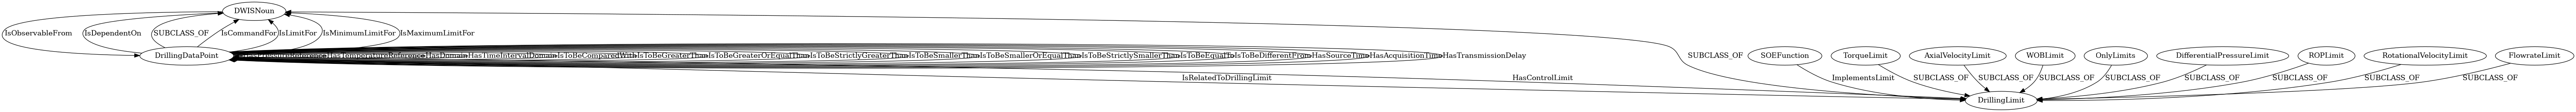 DWISNoun
IsObservableFrom
IsDependentOn
SUBCLASS_OF
IsCommandFor
IsLimitFor
IsMinimumLimitFor
IsMaximumLimitFor
SUBCLASS_OF
SOEFunction
TorqueLimit
AxialVelocityLimit
WOBLimit
OnlyLimits
DifferentialPressureLimit
ROPLimit
RotationalVelocityLimit
FlowrateLimit
DrillingDataPoint
HasDomain
HasTimeIntervalDomain
IsToBeComparedWith
IsToBeGreaterThan
IsToBeGreaterOrEqualThan
IsToBeStrictlyGreaterThan
IsToBeSmallerThan
IsToBeSmallerOrEqualThan
IsToBeStrictlySmallerThan
IsToBeEqualTo
IsToBeDifferentFrom
HasSourceTime
HasAcquisitionTime
HasTransmissionDelay
IsRelatedToDrillingLimit
HasControlLimit
ImplementsLimit
SUBCLASS_OF
SUBCLASS_OF
SUBCLASS_OF
SUBCLASS_OF
SUBCLASS_OF
SUBCLASS_OF
SUBCLASS_OF
SUBCLASS_OF
DrillingLimit